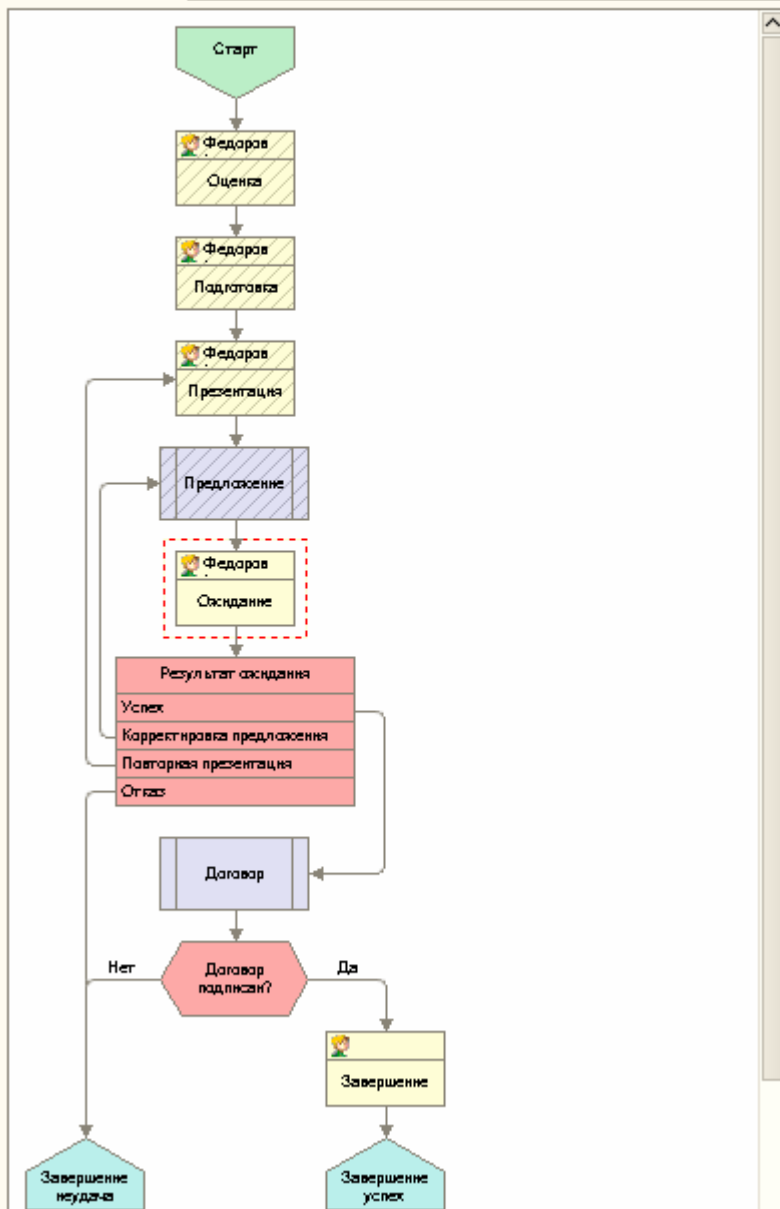 Старт
Федоров
Оценка
Федоров
Подготовка
Федоров
Презентация
Предложение
Федоров
Ожидание
Результат ожидания
Успех
Корректировка предложения
Повторная презентация
Отказ
Договор
Нет
Договор
подписан?
Да
Завершение
Завершение
неудача
Завершение
успех